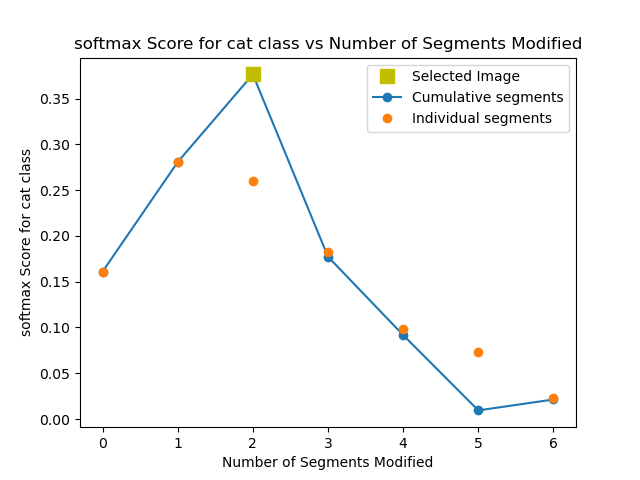 softmax Score for cat class vs Number of Segments Modified
Selected Image
Cumulative segments
Individual segments
softmax Score for cat class
0.35
0.30
0.25
0.20
0.15
0.10
0.05
0.00
0 1 2 3 4 5 6
Number of Segments Modified